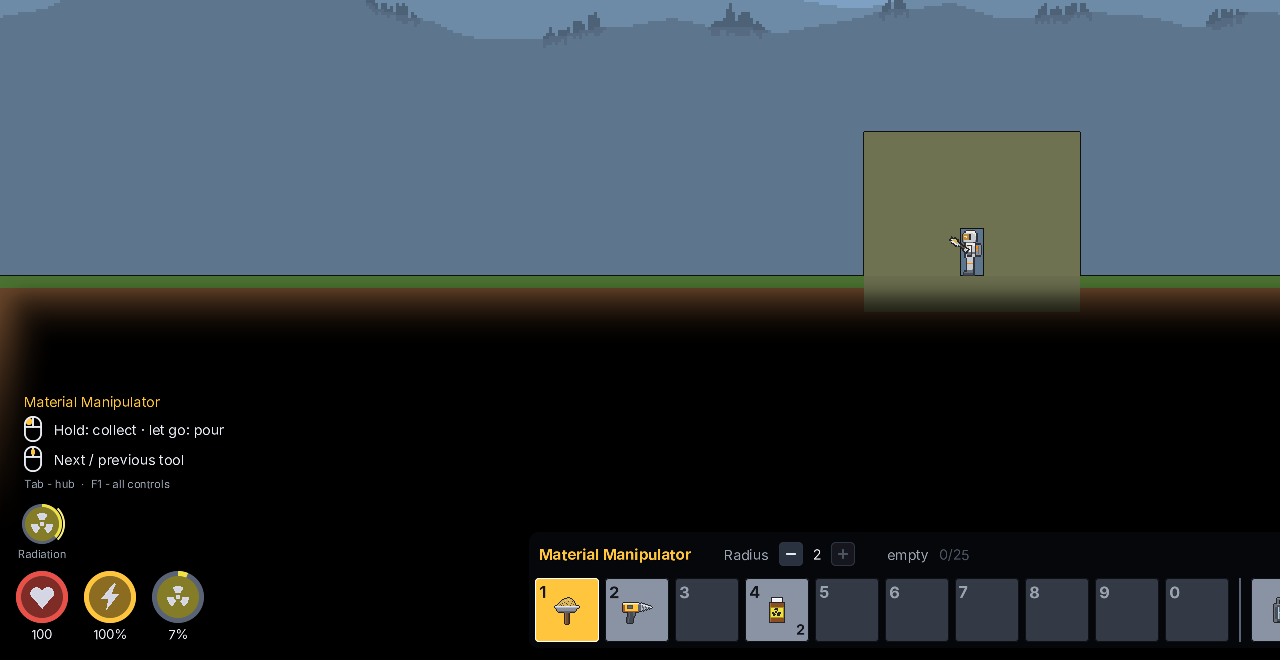 Material Manipulator
Hold: collect · let go: pour
Next / previous tool
Tab - hub · F1 - all controls
Radiation
100
100%
7%
Material Manipulator Radius − 2 + empty 0/25
1 2 3 4 5 6 7 8 9 0
2